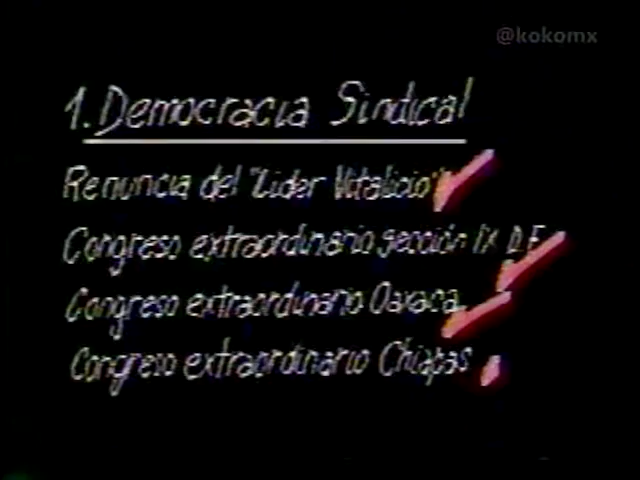 @kokomx
1. Democracia Sindical
Renuncia del "Lider Vitalicio"
Congreso extraordinario sección IX D.F.
Congreso extraordinario Oaxaca
Congreso extraordinario Chiapas